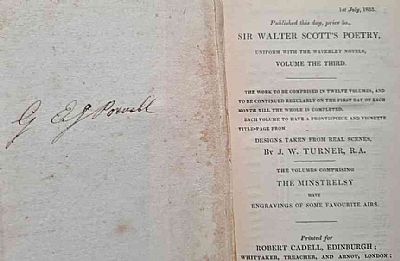 G E J Powell
1st July, 1833.
Published this day, price 5s.
SIR WALTER SCOTT'S POETRY,
UNIFORM WITH THE WAVERLEY NOVELS,
VOLUME THE THIRD.
THE WORK TO BE COMPRISED IN TWELVE VOLUMES, AND
TO BE CONTINUED REGULARLY ON THE FIRST DAY OF EACH
MONTH TILL THE WHOLE IS COMPLETED.
EACH VOLUME TO HAVE A FRONTISPIECE AND VIGNETTE
TITLE-PAGE FROM
DESIGNS TAKEN FROM REAL SCENES,
BY J. W. TURNER, R.A.
THE VOLUMES COMPRISING
THE MINSTRELSY
HAVE
ENGRAVINGS OF SOME FAVOURITE AIRS.
Printed for
ROBERT CADELL, EDINBURGH;
WHITTAKER, TREACHER, AND ARNOT, LONDON;